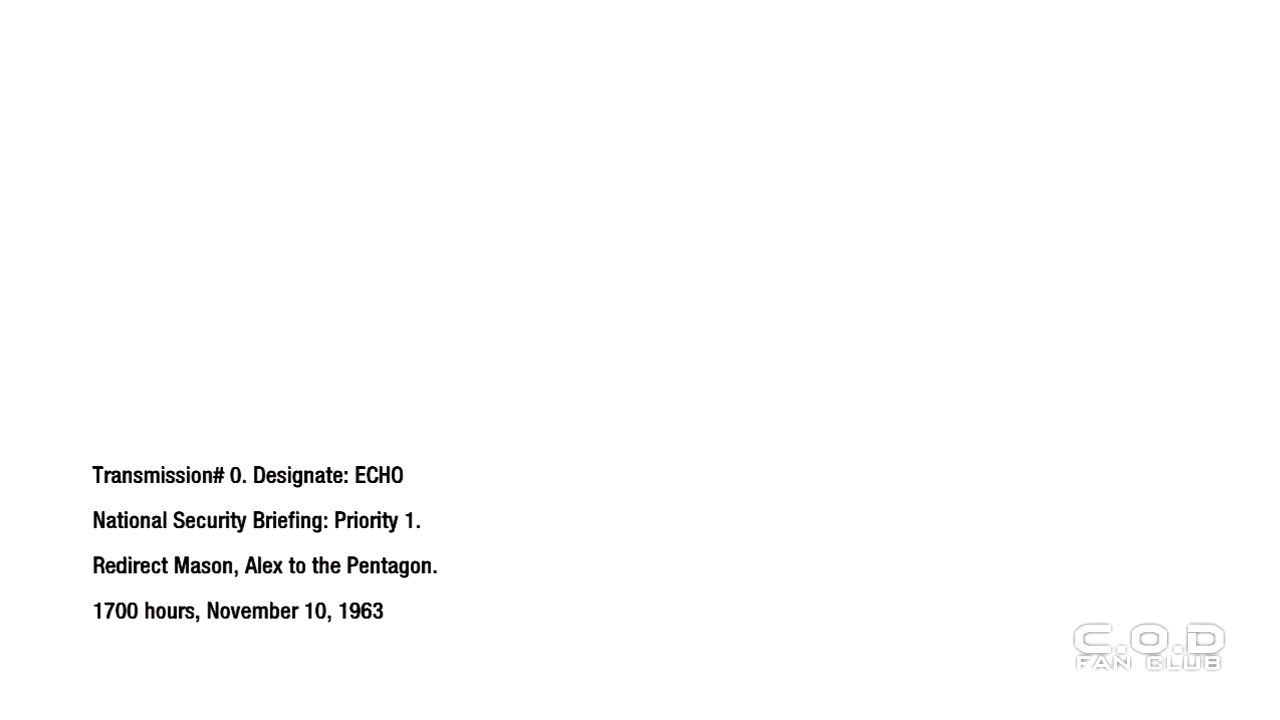 Transmission# 0. Designate: ECHO
National Security Briefing: Priority 1.
Redirect Mason, Alex to the Pentagon.
1700 hours, November 10, 1963
C.O.D
FAN CLUB